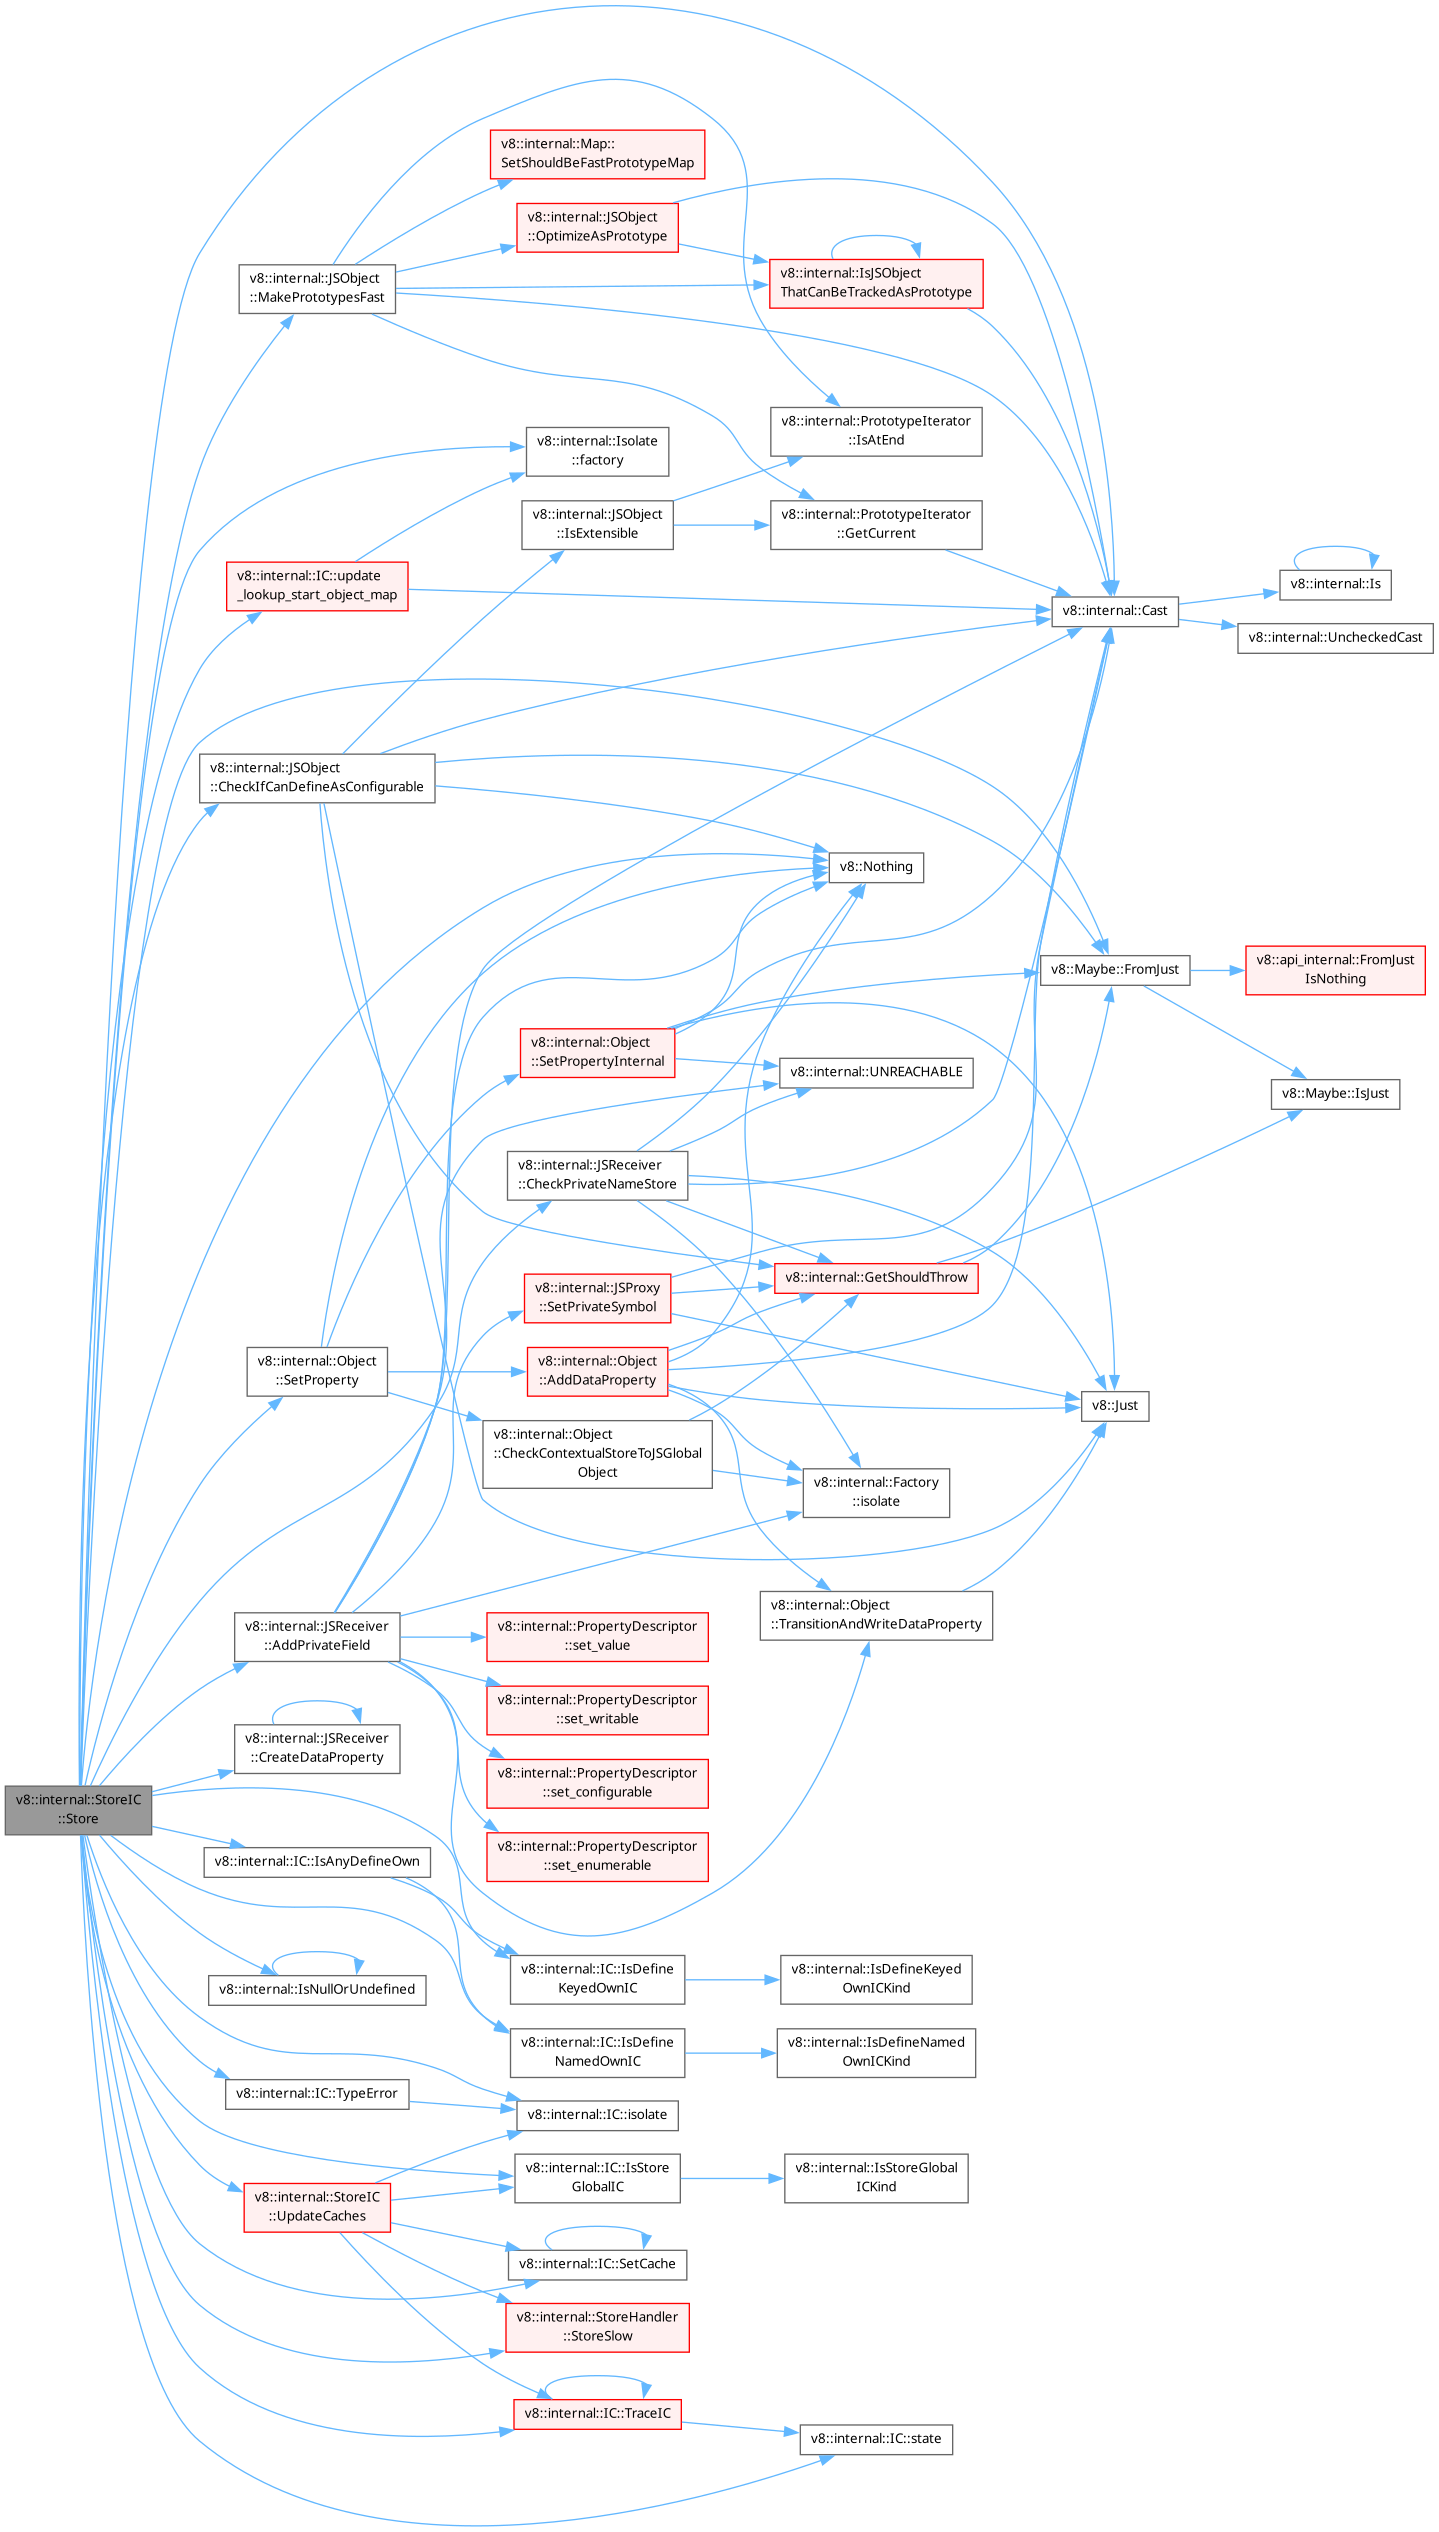 v8::internal::Map::
SetShouldBeFastPrototypeMap
v8::internal::JSObject
::OptimizeAsPrototype
v8::internal::IsJSObject
ThatCanBeTrackedAsPrototype
v8::internal::JSObject
::MakePrototypesFast
v8::internal::PrototypeIterator
::IsAtEnd
v8::internal::Isolate
::factory
v8::internal::JSObject
::IsExtensible
v8::internal::PrototypeIterator
::GetCurrent
v8::internal::IC::update
_lookup_start_object_map
v8::internal::Is
v8::internal::Cast
v8::internal::UncheckedCast
v8::internal::JSObject
::CheckIfCanDefineAsConfigurable
v8::Nothing
v8::Maybe::FromJust
v8::api_internal::FromJust
IsNothing
v8::internal::Object
::SetPropertyInternal
v8::internal::UNREACHABLE
v8::Maybe::IsJust
v8::internal::JSReceiver
::CheckPrivateNameStore
v8::internal::GetShouldThrow
v8::internal::JSProxy
::SetPrivateSymbol
v8::internal::Object
::SetProperty
v8::internal::Object
::AddDataProperty
v8::Just
v8::internal::Object
::CheckContextualStoreToJSGlobal
Object
v8::internal::Factory
::isolate
v8::internal::Object
::TransitionAndWriteDataProperty
v8::internal::JSReceiver
::AddPrivateField
v8::internal::PropertyDescriptor
::set_value
v8::internal::PropertyDescriptor
::set_writable
v8::internal::JSReceiver
::CreateDataProperty
v8::internal::PropertyDescriptor
::set_configurable
v8::internal::StoreIC
::Store
v8::internal::PropertyDescriptor
::set_enumerable
v8::internal::IC::IsAnyDefineOwn
v8::internal::IsNullOrUndefined
v8::internal::IC::IsDefine
KeyedOwnIC
v8::internal::IsDefineKeyed
OwnICKind
v8::internal::IC::IsDefine
NamedOwnIC
v8::internal::IsDefineNamed
OwnICKind
v8::internal::IC::TypeError
v8::internal::IC::isolate
v8::internal::IC::IsStore
GlobalIC
v8::internal::IsStoreGlobal
ICKind
v8::internal::StoreIC
::UpdateCaches
v8::internal::IC::SetCache
v8::internal::StoreHandler
::StoreSlow
v8::internal::IC::TraceIC
v8::internal::IC::state